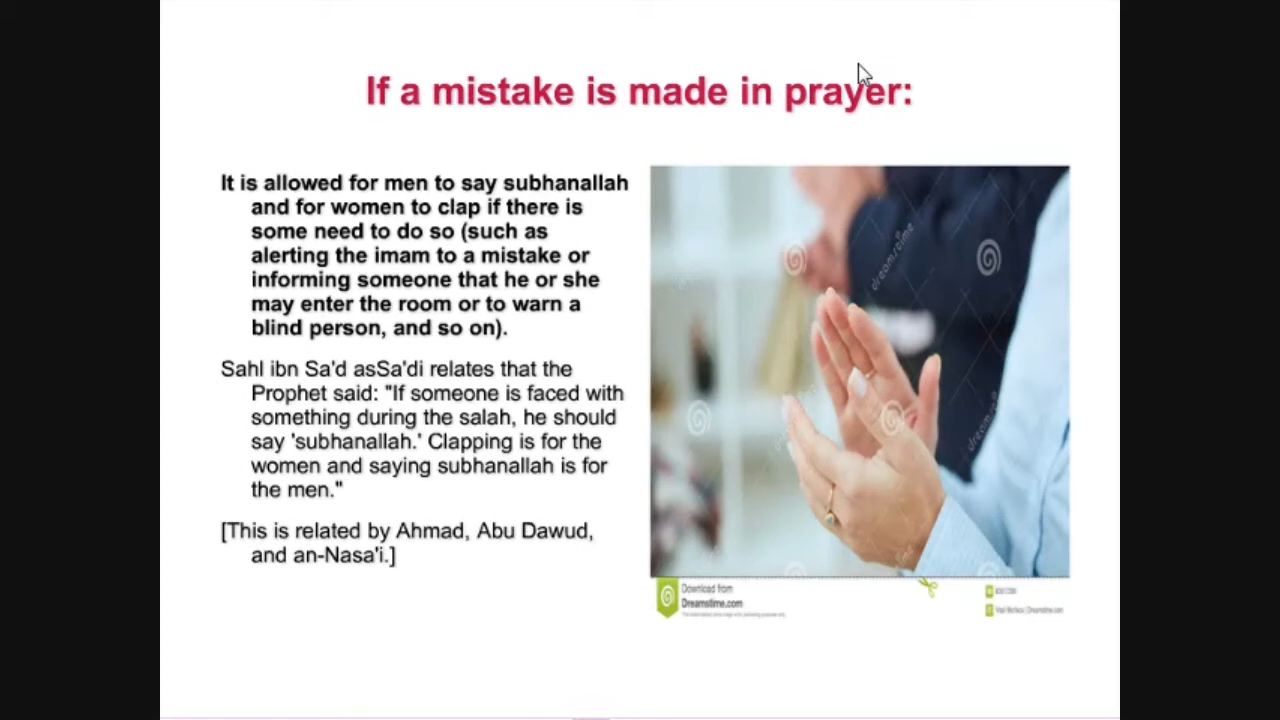 If a mistake is made in prayer:
It is allowed for men to say subhanallah
and for women to clap if there is
some need to do so (such as
alerting the imam to a mistake or
informing someone that he or she
may enter the room or to warn a
blind person, and so on).
Sahl ibn Sa'd asSa'di relates that the
Prophet said: "If someone is faced with
something during the salah, he should
say 'subhanallah.' Clapping is for the
women and saying subhanallah is for
the men."
[This is related by Ahmad, Abu Dawud,
and an-Nasa'i.]
dreamstime
dreamstime
Download from
Dreamstime.com
Dreamstime.com